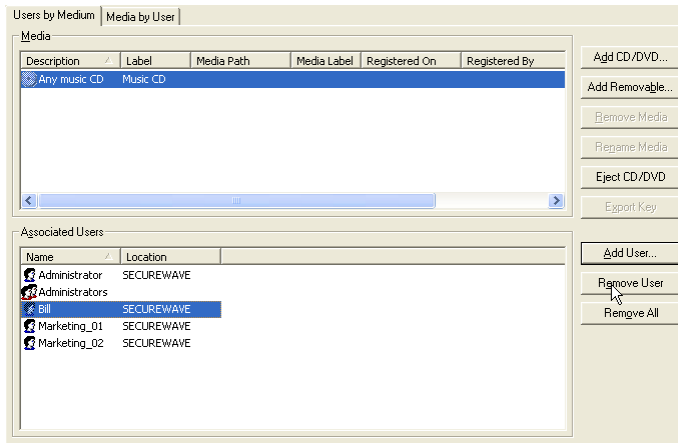 Users by Medium Media by User
Media
Description Label Media Path Media Label Registered On Registered By
Any music CD Music CD
Add CD/DVD...
Add Removable...
Remove Media
Rename Media
Eject CD/DVD
Export Key
Associated Users
Name Location
Administrator SECUREWAVE
Administrators
Bill SECUREWAVE
Marketing_01 SECUREWAVE
Marketing_02 SECUREWAVE
Add User...
Remove User
Remove All